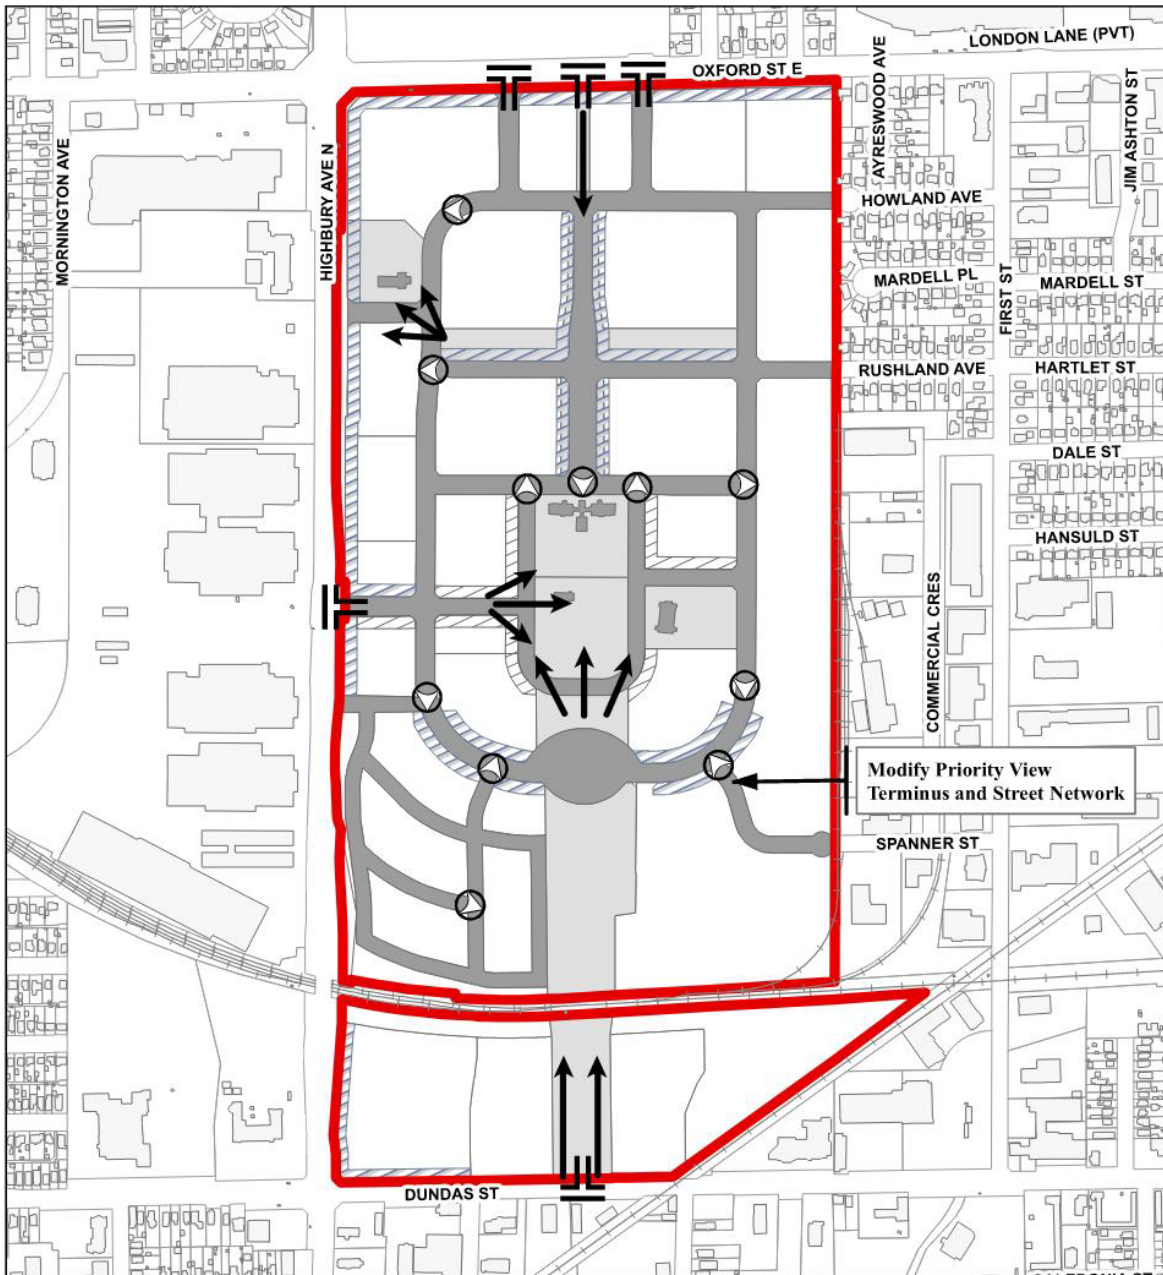 LONDON LANE (PVT)
OXFORD ST E
AYRESWOOD AVE
JIM ASHTON ST
MORNINGTON AVE
HIGHBURY AVE N
HOWLAND AVE
MARDELL PL
MARDELL ST
FIRST ST
RUSHLAND AVE
HARTLET ST
DALE ST
HANSULD ST
COMMERCIAL CRES
Modify Priority View
Terminus and Street Network
SPANNER ST
DUNDAS ST